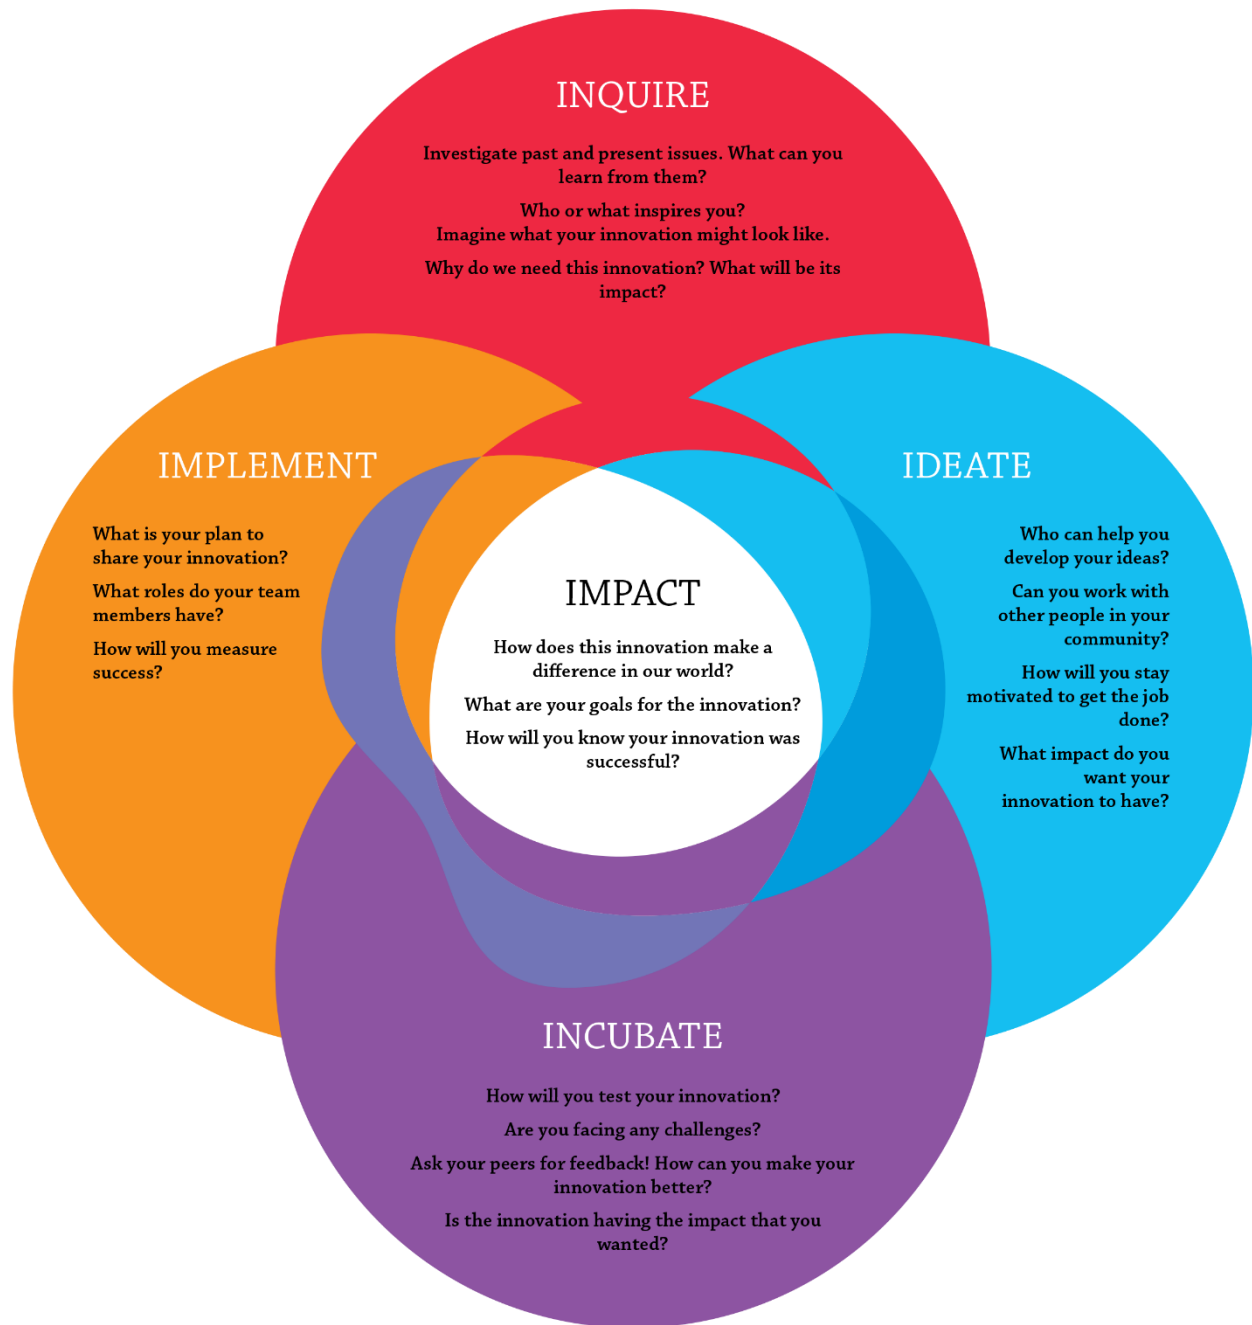 INQUIRE
Investigate past and present issues. What can you
learn from them?
Who or what inspires you?
Imagine what your innovation might look like.
Why do we need this innovation? What will be its
impact?
IMPLEMENT
What is your plan to
share your innovation?
What roles do your team
members have?
How will you measure
success?
IMPACT
How does this innovation make a
difference in our world?
What are your goals for the innovation?
How will you know your innovation was
successful?
IDEATE
Who can help you
develop your ideas?
Can you work with
other people in your
community?
How will you stay
motivated to get the job
done?
What impact do you
want your
innovation to have?
INCUBATE
How will you test your innovation?
Are you facing any challenges?
Ask your peers for feedback! How can you make your
innovation better?
Is the innovation having the impact that you
wanted?